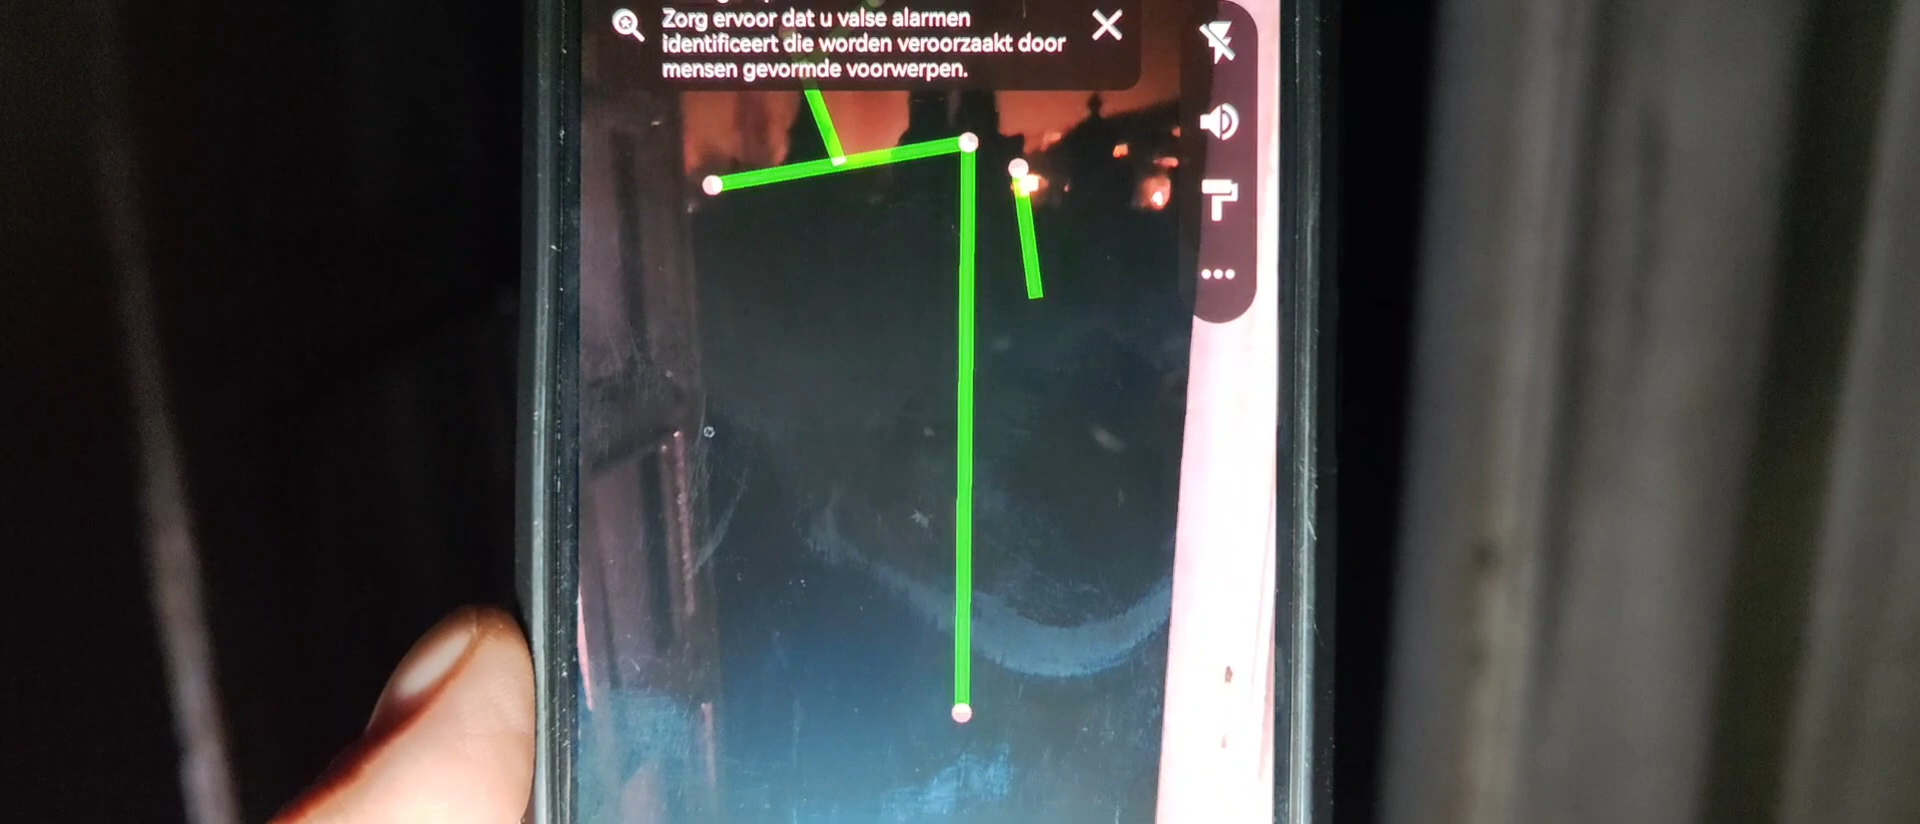 Zorg ervoor dat u valse alarmen
identificeert die worden veroorzaakt door
mensen gevormde voorwerpen.